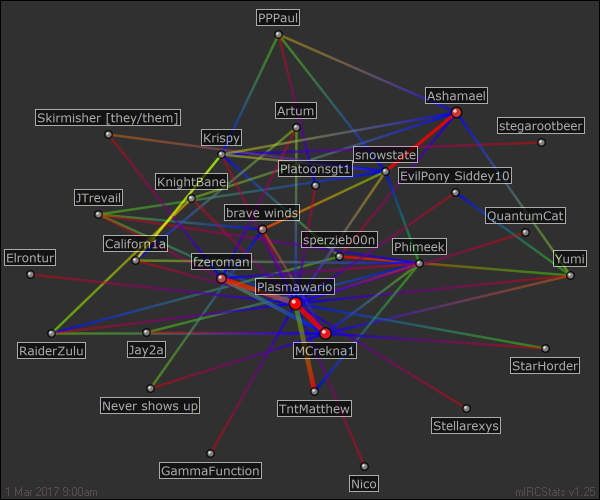 PPPaul
Ashamael
Skirmisher [they/them]
Artum
stegarootbeer
Krispy
snowstate
Platoonsgt1
EvilPony Siddey10
KnightBane
JTrevail
brave winds
QuantumCat
sperzieb00n
Californ1a
Phimeek
Elrontur
fzeroman
Yumi
Plasmawario
RaiderZulu
Jay2a
MCrekna1
StarHorder
Never shows up
TntMatthew
Stellarexys
GammaFunction
Nico
1 Mar 2017 9:00am
mIRCStats v1.25